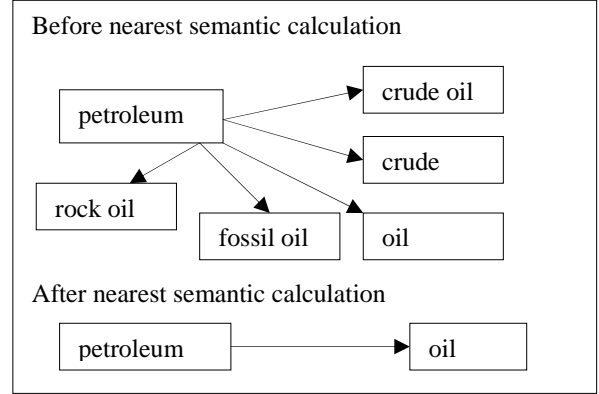 Before nearest semantic calculation
crude oil
petroleum
crude
rock oil
fossil oil
oil
After nearest semantic calculation
petroleum
oil